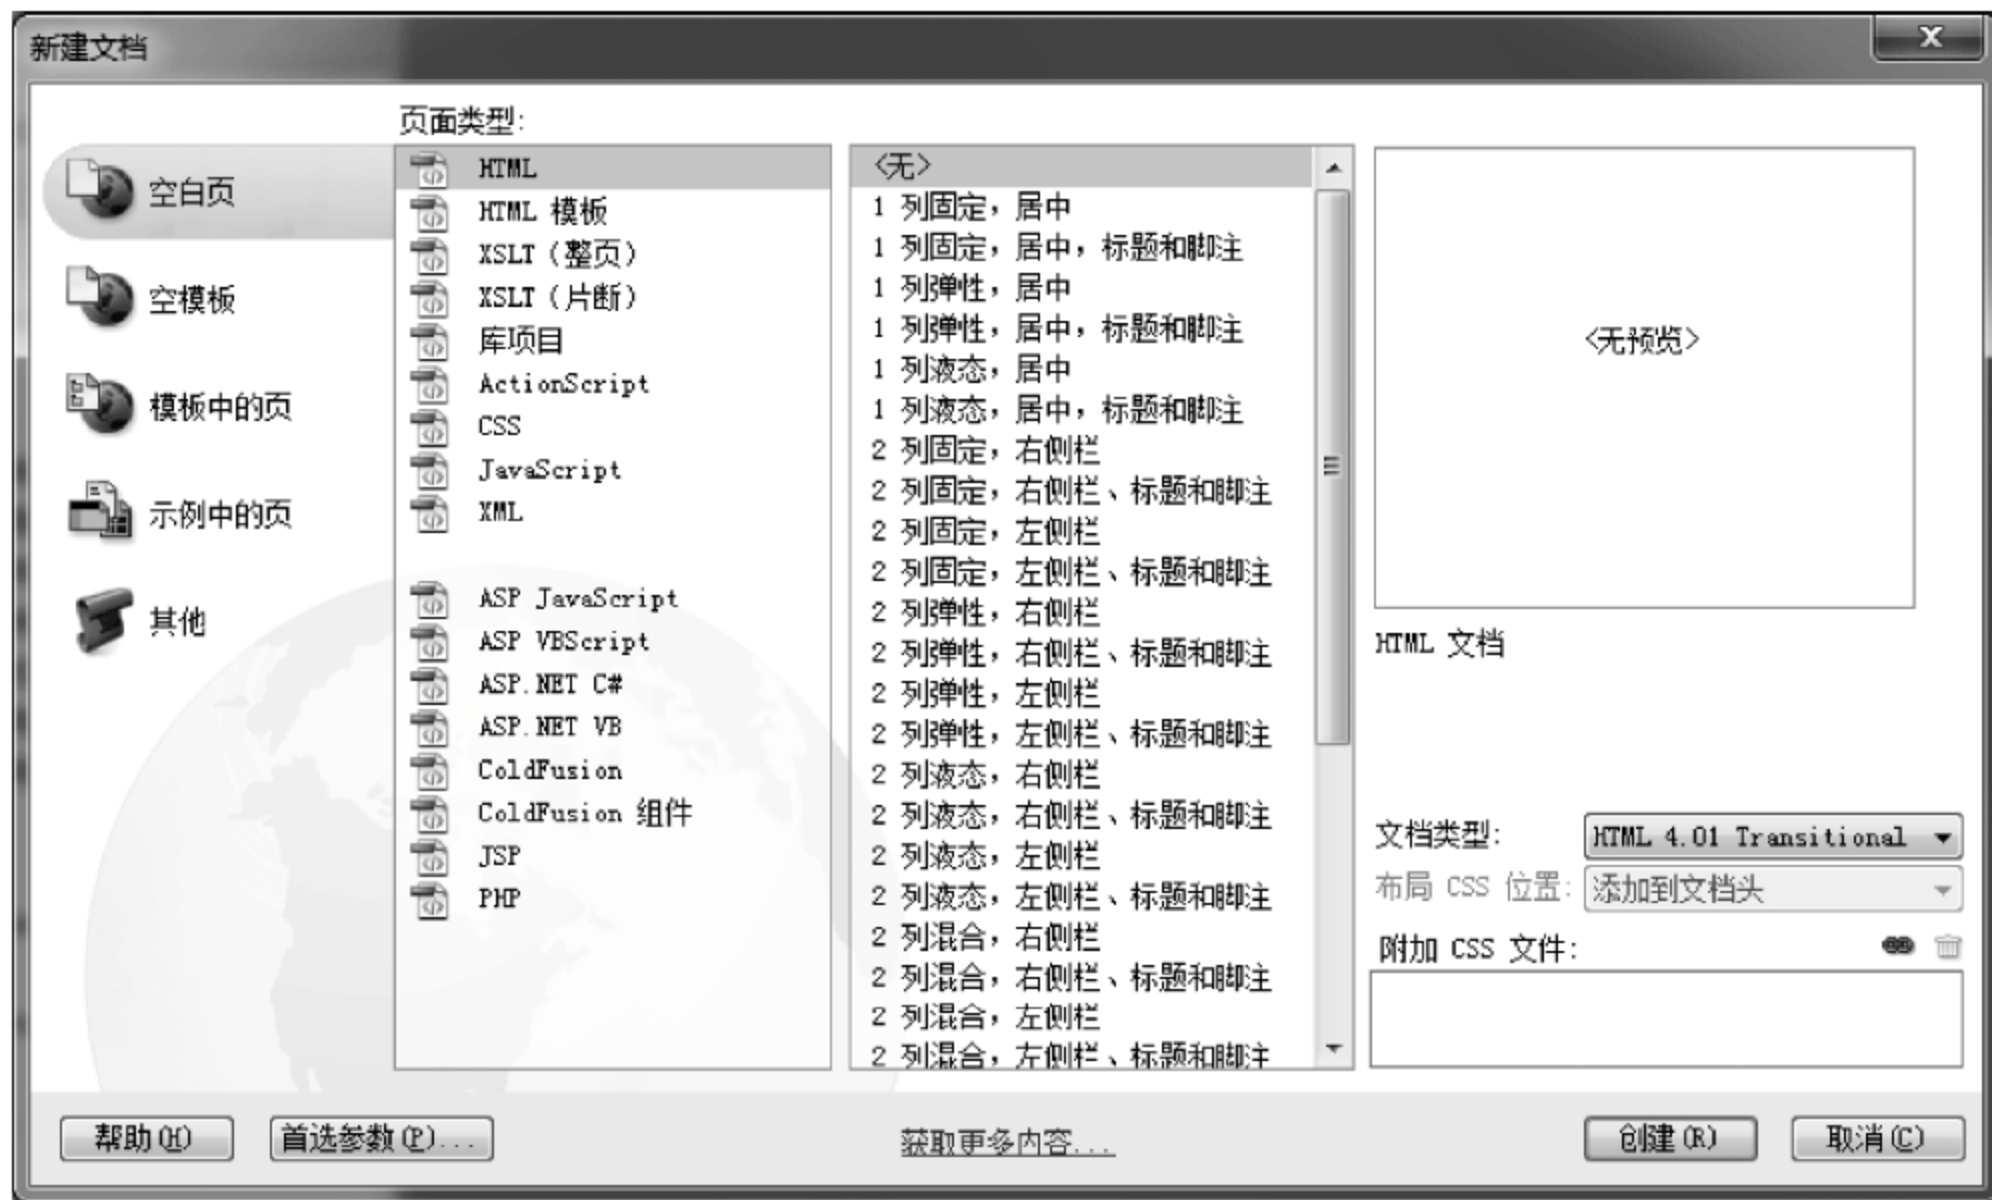 新建文档
X
空白页
空模板
模板中的页
示例中的页
其他
页面类型:
HTML
HTML 模板
XSLT (整页)
XSLT (片断)
库项目
ActionScript
CSS
JavaScript
XML
ASP JavaScript
ASP VBScript
ASP.NET C#
ASP.NET VB
ColdFusion
ColdFusion 组件
JSP
PHP
<无>
1 列固定，居中
1 列固定，居中，标题和脚注
1 列弹性，居中
1 列弹性，居中，标题和脚注
1 列液态，居中
1 列液态，居中，标题和脚注
2 列固定，右侧栏
2 列固定，右侧栏、标题和脚注
2 列固定，左侧栏
2 列固定，左侧栏、标题和脚注
2 列弹性，右侧栏
2 列弹性，右侧栏、标题和脚注
2 列弹性，左侧栏
2 列弹性，左侧栏、标题和脚注
2 列液态，右侧栏
2 列液态，右侧栏、标题和脚注
2 列液态，左侧栏
2 列液态，左侧栏、标题和脚注
2 列混合，右侧栏
2 列混合，右侧栏、标题和脚注
2 列混合，左侧栏
2 列混合，左侧栏、标题和脚注
<无预览>
HTML 文档
文档类型: HTML 4.01 Transitional
布局 CSS 位置: 添加到文档头
附加 CSS 文件:
帮助(H) 首选参数(P)... 获取更多内容... 创建(R) 取消(C)